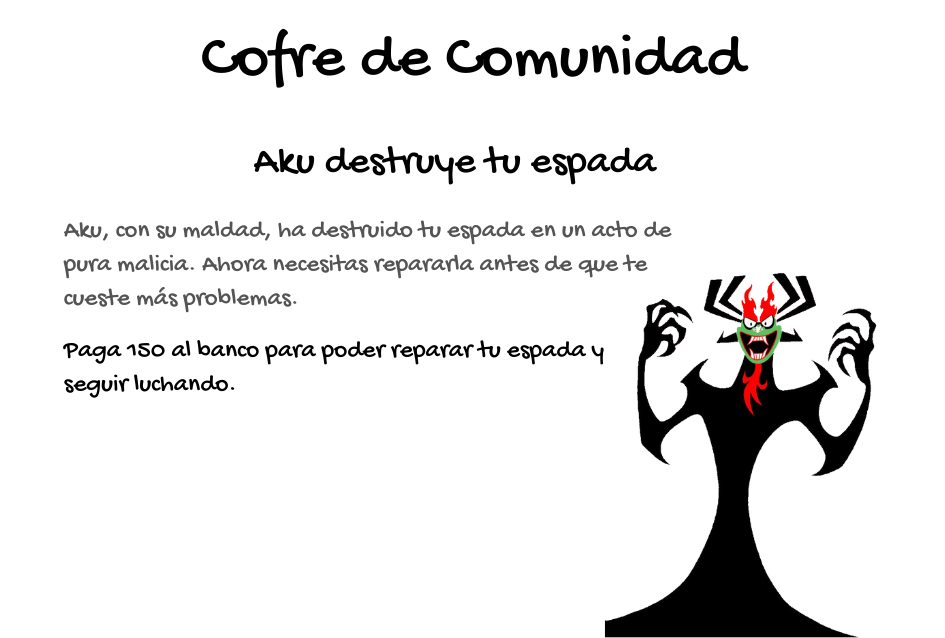 Cofre de Comunidad
Aku destruye tu espada
Aku, con su maldad, ha destruido tu espada en un acto de
pura malicia. Ahora necesitas repararla antes de que te
cueste más problemas.
Paga 150 al banco para poder reparar tu espada y
seguir luchando.